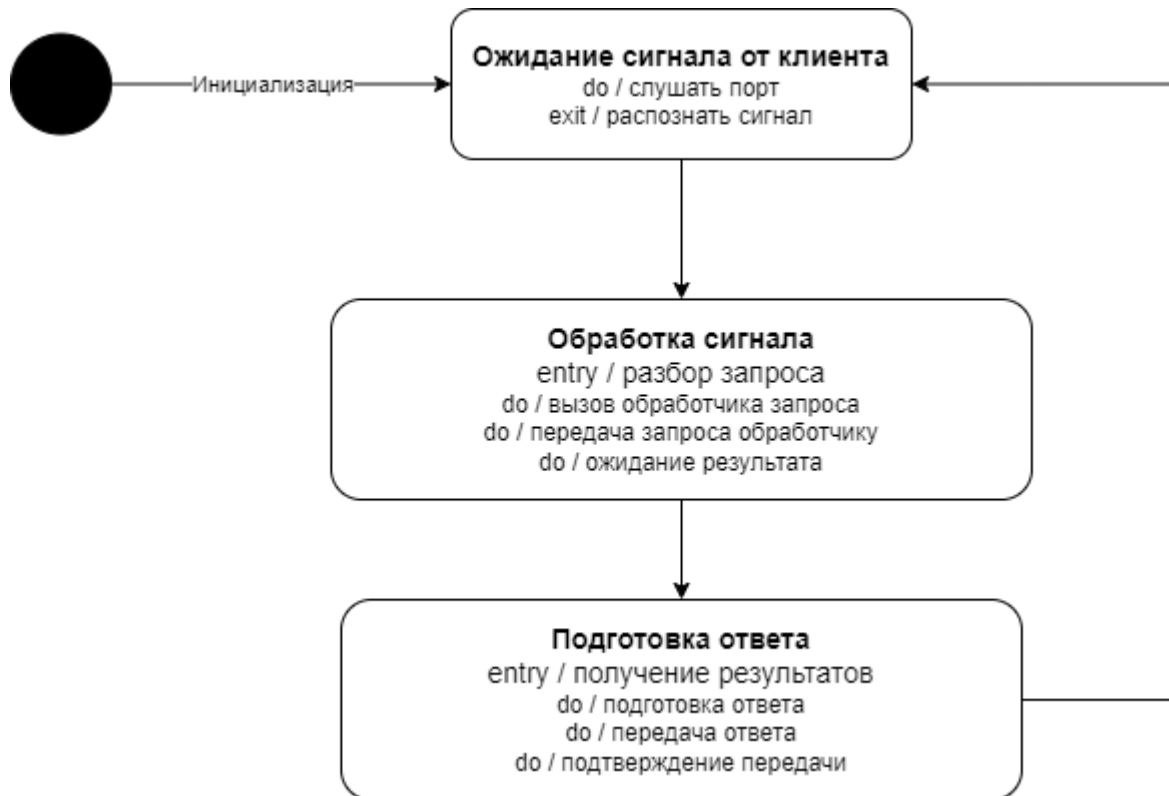 Инициализация
Ожидание сигнала от клиента
do / слушать порт
exit / распознать сигнал
Обработка сигнала
entry / разбор запроса
do / вызов обработчика запроса
do / передача запроса обработчику
do / ожидание результата
Подготовка ответа
entry / получение результатов
do / подготовка ответа
do / передача ответа
do / подтверждение передачи